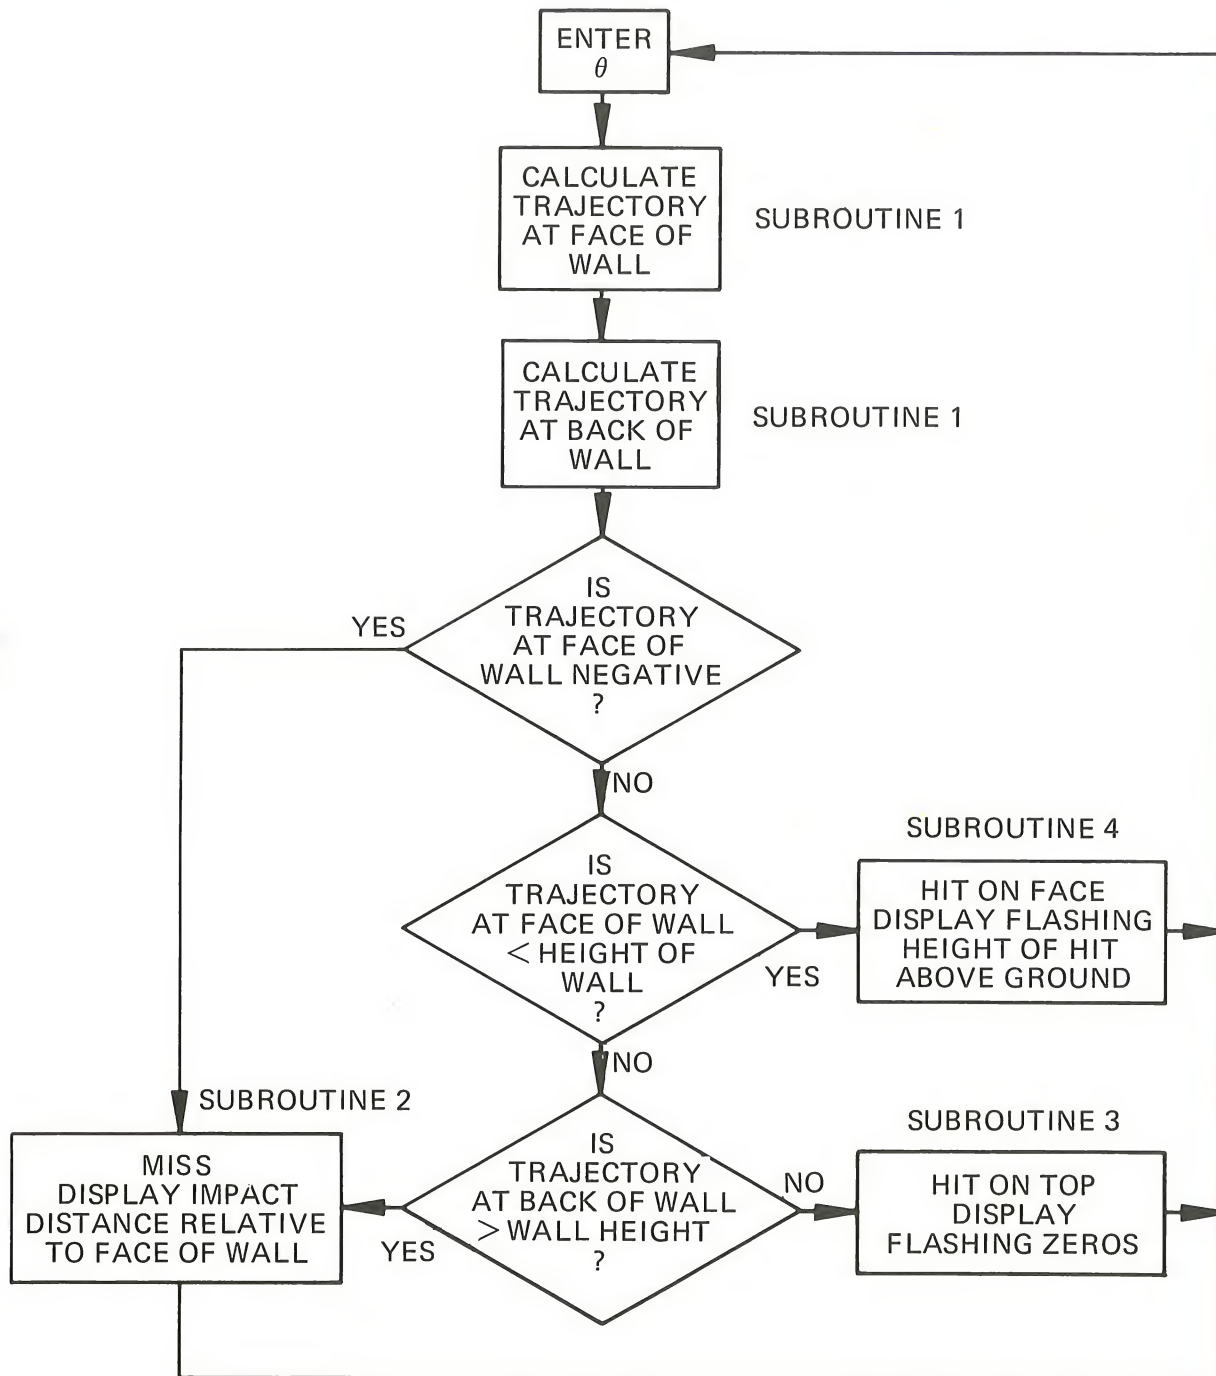 ENTER
θ
CALCULATE
TRAJECTORY
AT FACE OF
WALL
SUBROUTINE 1
CALCULATE
TRAJECTORY
AT BACK OF
WALL
SUBROUTINE 1
IS
TRAJECTORY
AT FACE OF
WALL NEGATIVE
?
YES
NO
IS
TRAJECTORY
AT FACE OF WALL
< HEIGHT OF
WALL
?
YES
SUBROUTINE 4
HIT ON FACE
DISPLAY FLASHING
HEIGHT OF HIT
ABOVE GROUND
NO
SUBROUTINE 2
MISS
DISPLAY IMPACT
DISTANCE RELATIVE
TO FACE OF WALL
YES
IS
TRAJECTORY
AT BACK OF WALL
> WALL HEIGHT
?
NO
SUBROUTINE 3
HIT ON TOP
DISPLAY
FLASHING ZEROS